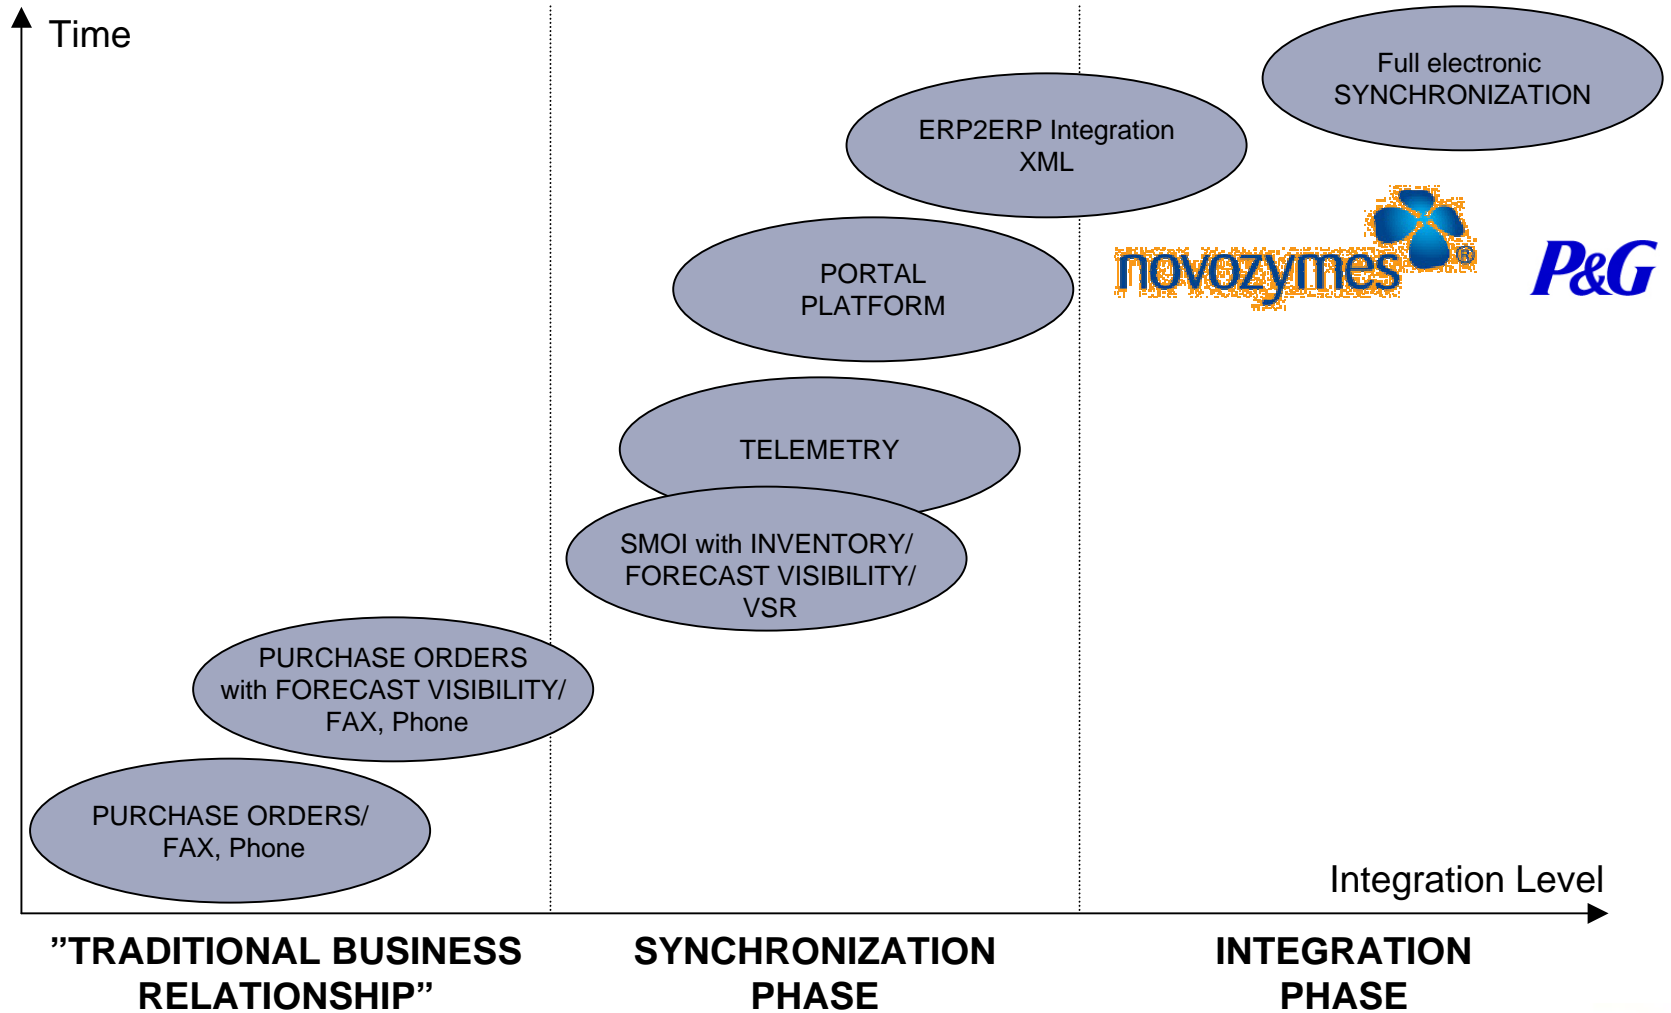 Time
Full electronic
SYNCHRONIZATION
ERP2ERP Integration
XML
novozymes®
P&G
PORTAL
PLATFORM
TELEMETRY
SMOI with INVENTORY/
FORECAST VISIBILITY/
VSR
PURCHASE ORDERS
with FORECAST VISIBILITY/
FAX, Phone
PURCHASE ORDERS/
FAX, Phone
Integration Level
”TRADITIONAL BUSINESS
RELATIONSHIP”
SYNCHRONIZATION
PHASE
INTEGRATION
PHASE